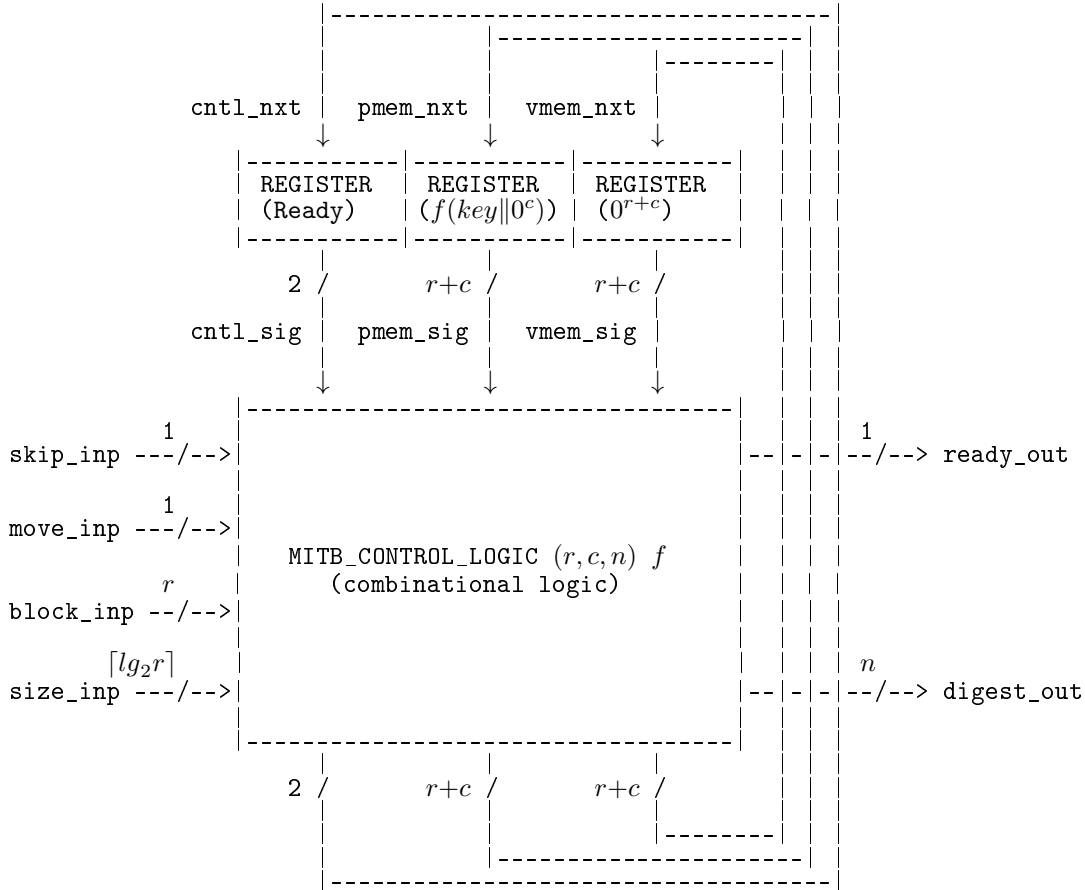 cntl_nxt pmem_nxt vmem_nxt
REGISTER REGISTER REGISTER
(Ready) (f(key‖0^c)) (0^{r+c})
2 / r+c / r+c /
cntl_sig pmem_sig vmem_sig
1 1
skip_inp ---/--> -- - - - --/--> ready_out
1
move_inp ---/-->
MITB_CONTROL_LOGIC (r, c, n) f
(combinational logic)
r
block_inp --/-->
⌈lg₂r⌉ n
size_inp ---/--> -- - - - --/--> digest_out
2 / r+c / r+c /